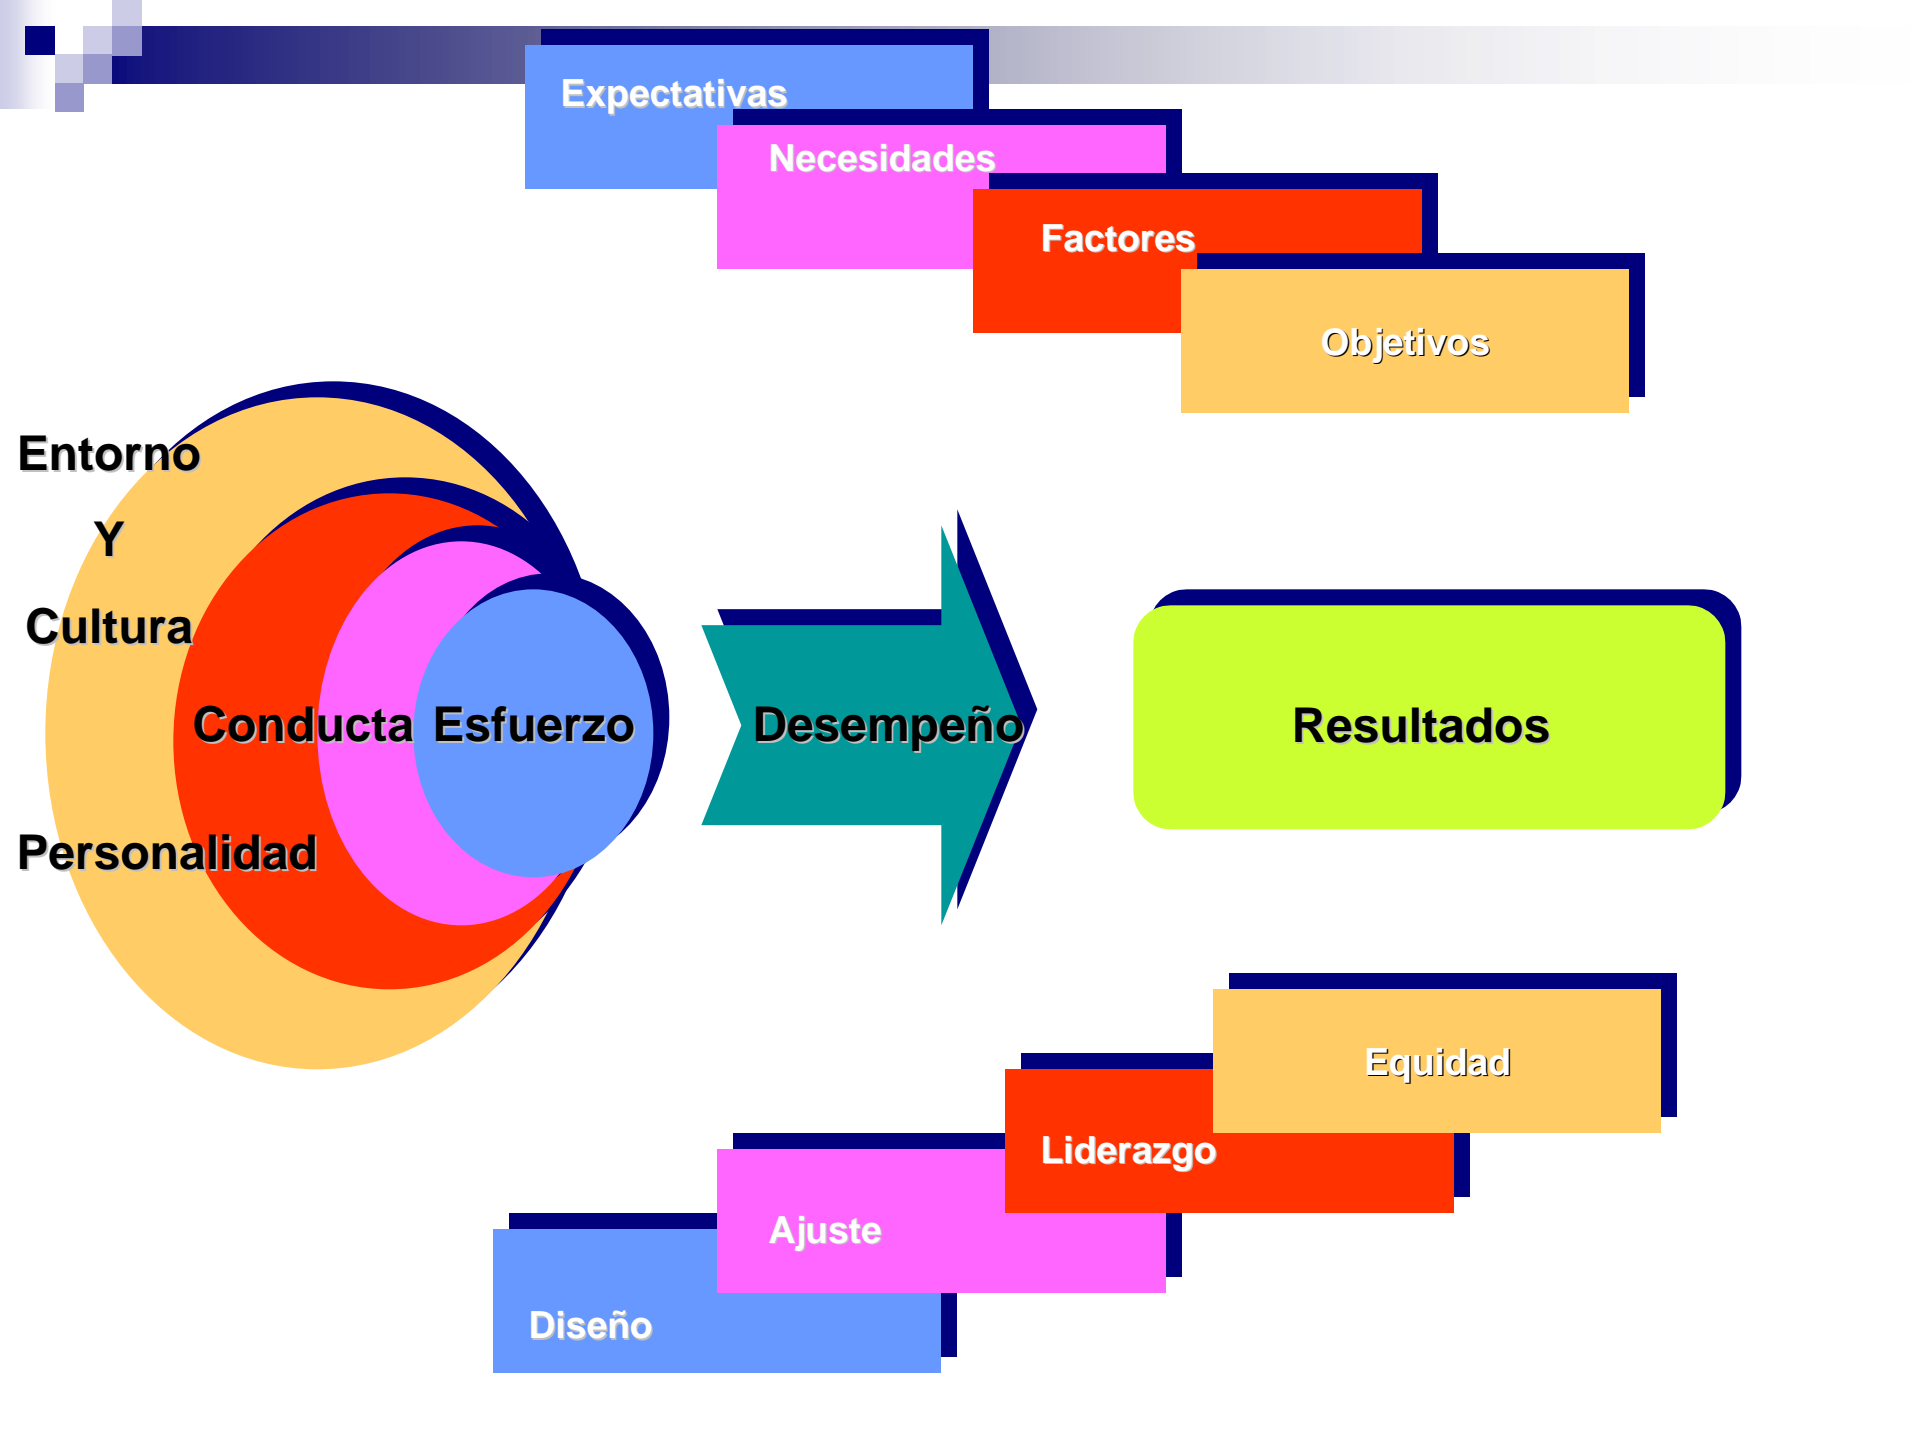 Expectativas
Necesidades
Factores
Objetivos
Entorno
Y
Cultura
Conducta
Esfuerzo
Desempeño
Resultados
Personalidad
Equidad
Liderazgo
Ajuste
Diseño